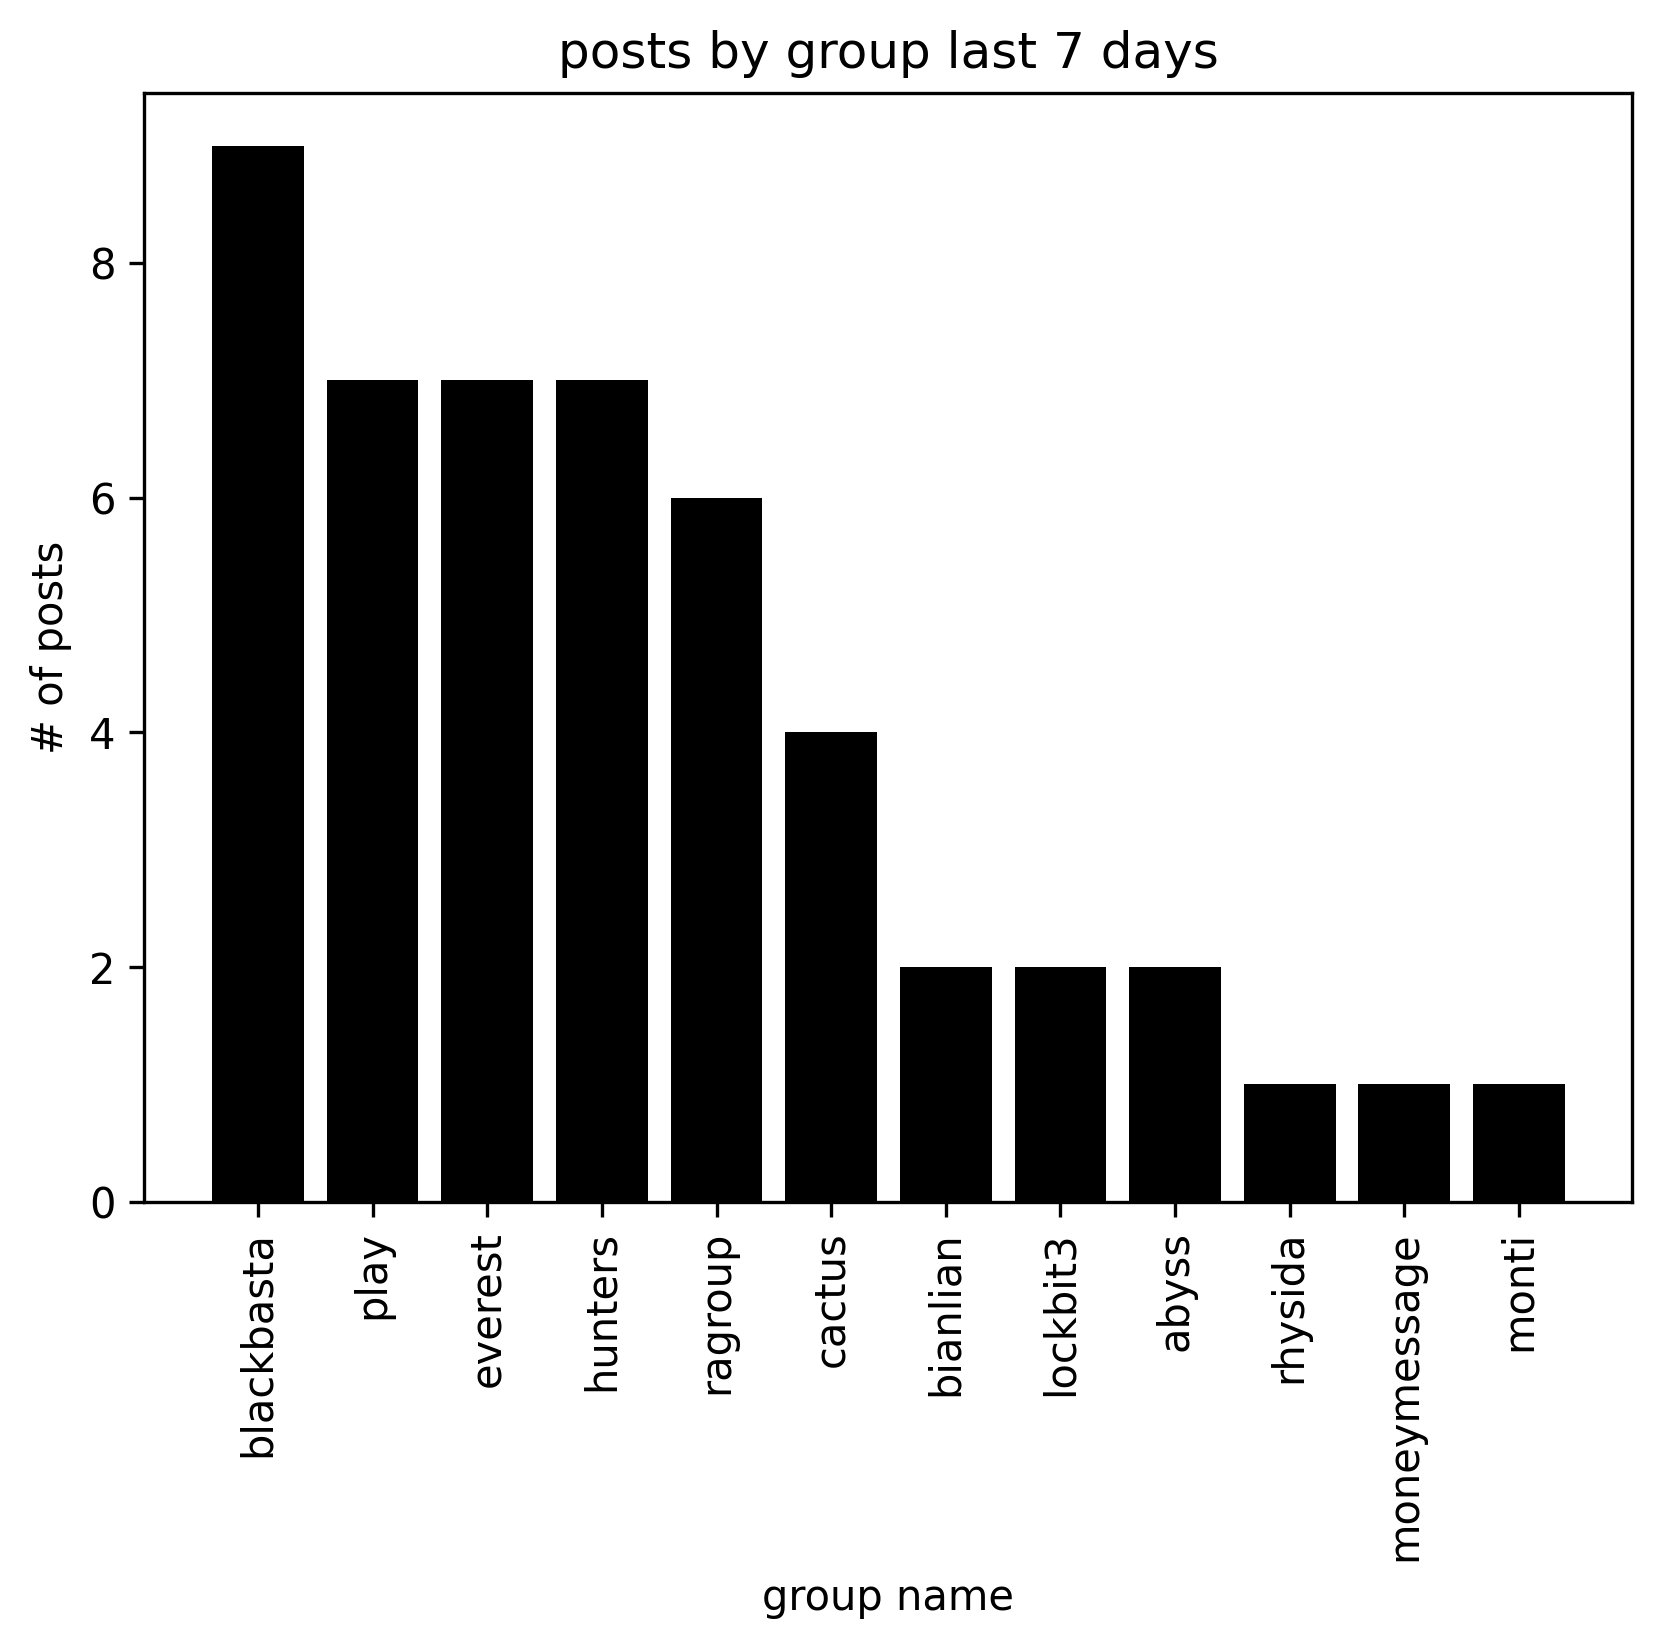 posts by group last 7 days
# of posts
8
6
4
2
0
blackbasta
play
everest
hunters
ragroup
cactus
bianlian
lockbit3
abyss
rhysida
moneymessage
monti
group name